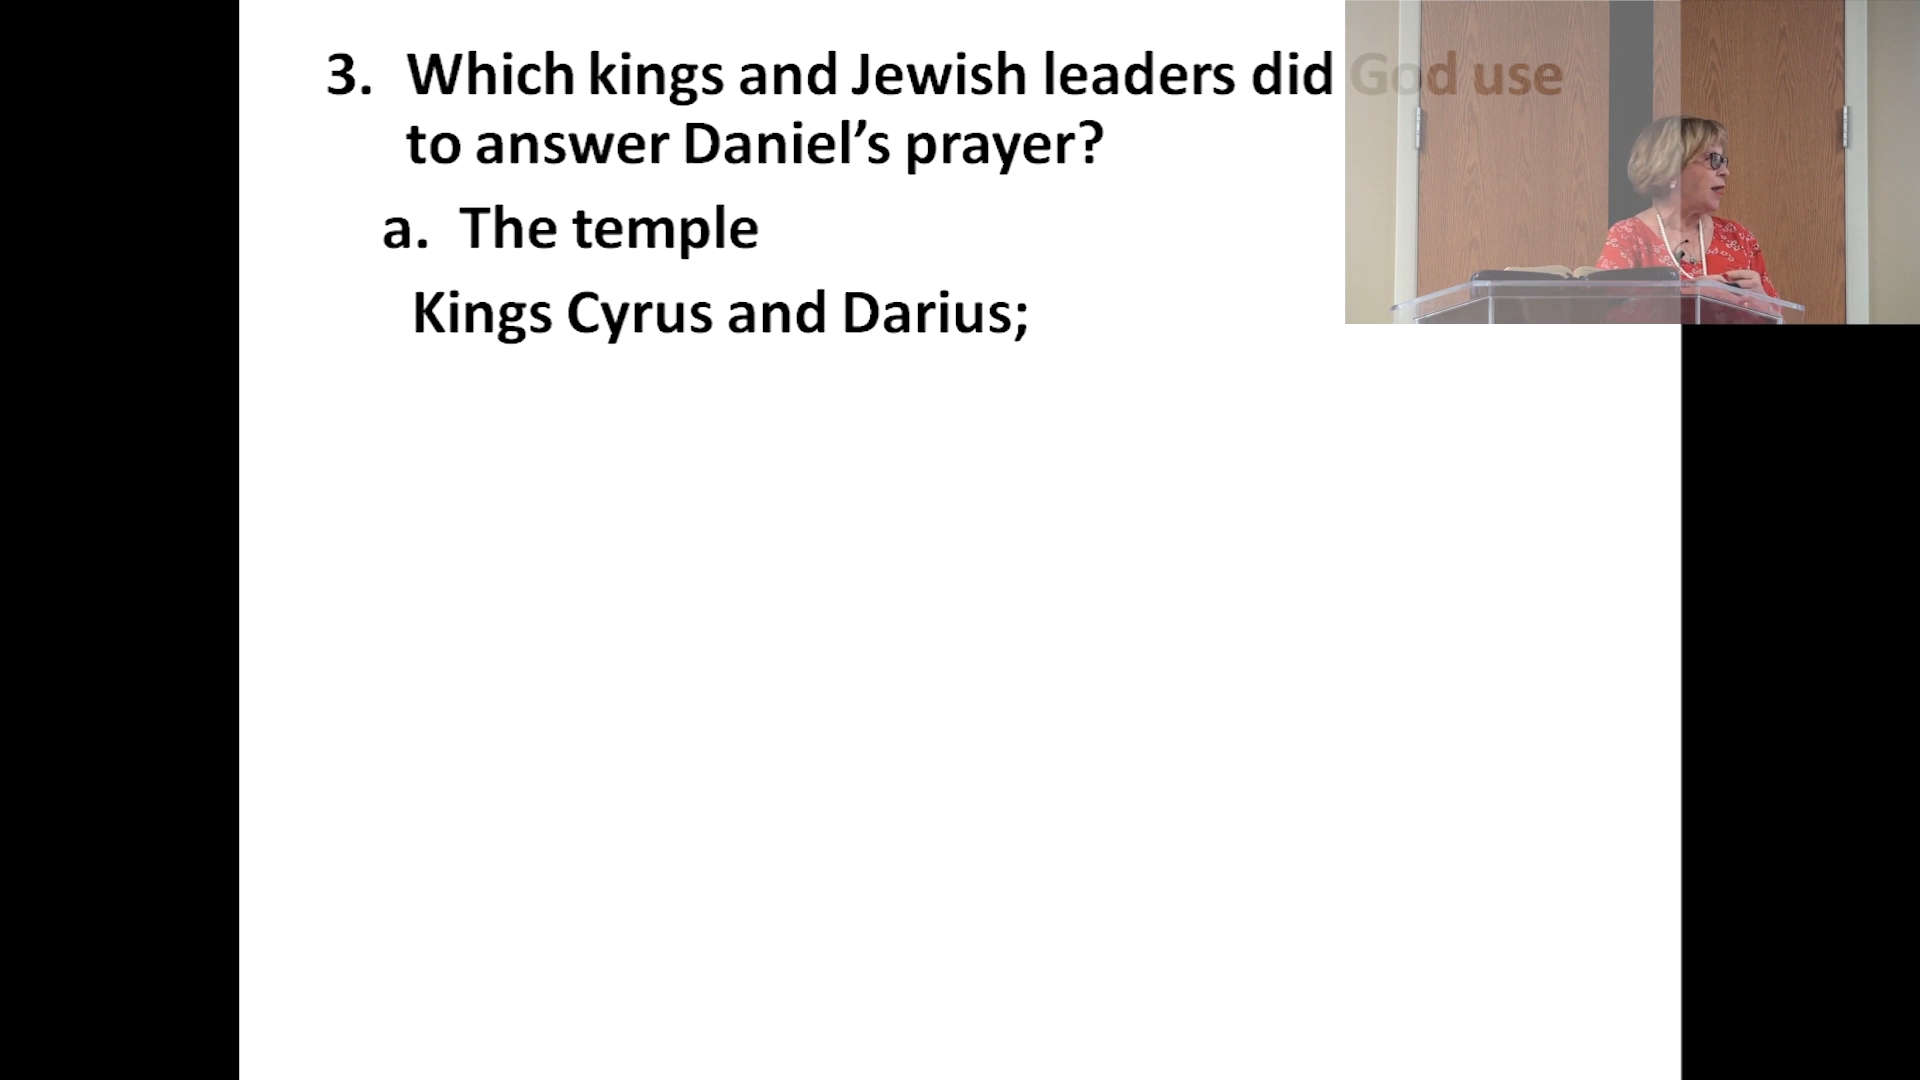 3. Which kings and Jewish leaders did God use
to answer Daniel’s prayer?
a. The temple
Kings Cyrus and Darius;